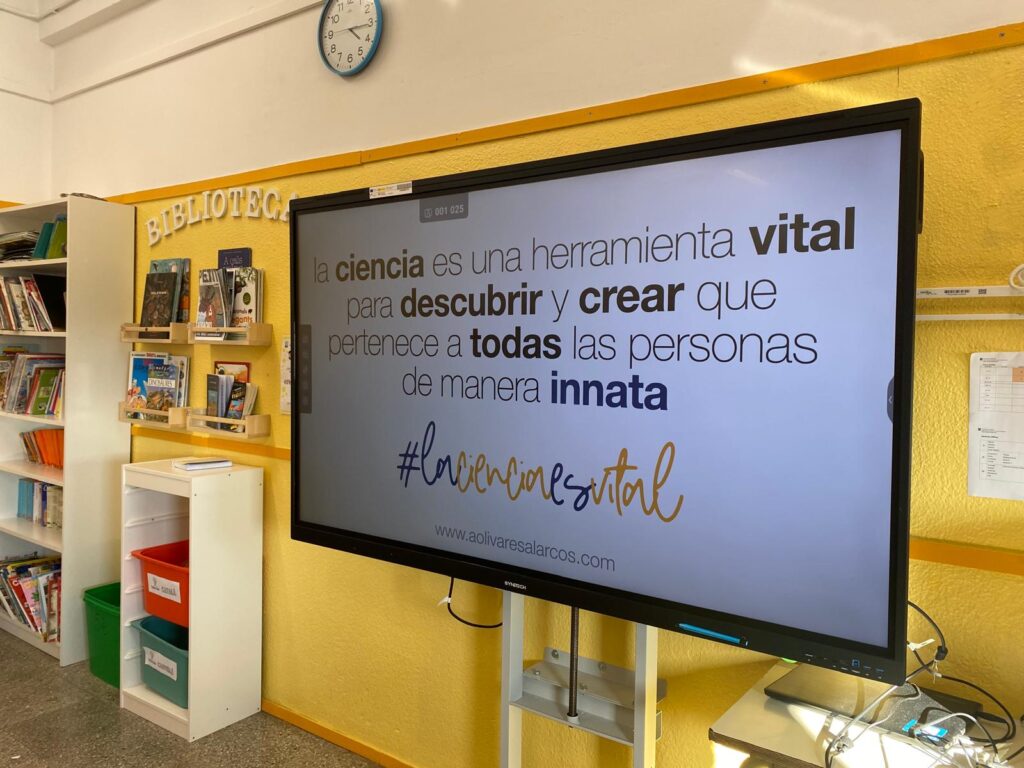 BIBLIOTECA
001 025
la ciencia es una herramienta vital
para descubrir y crear que
pertenece a todas las personas
de manera innata
#lacienciaesvital
www.aolivaresalarcos.com